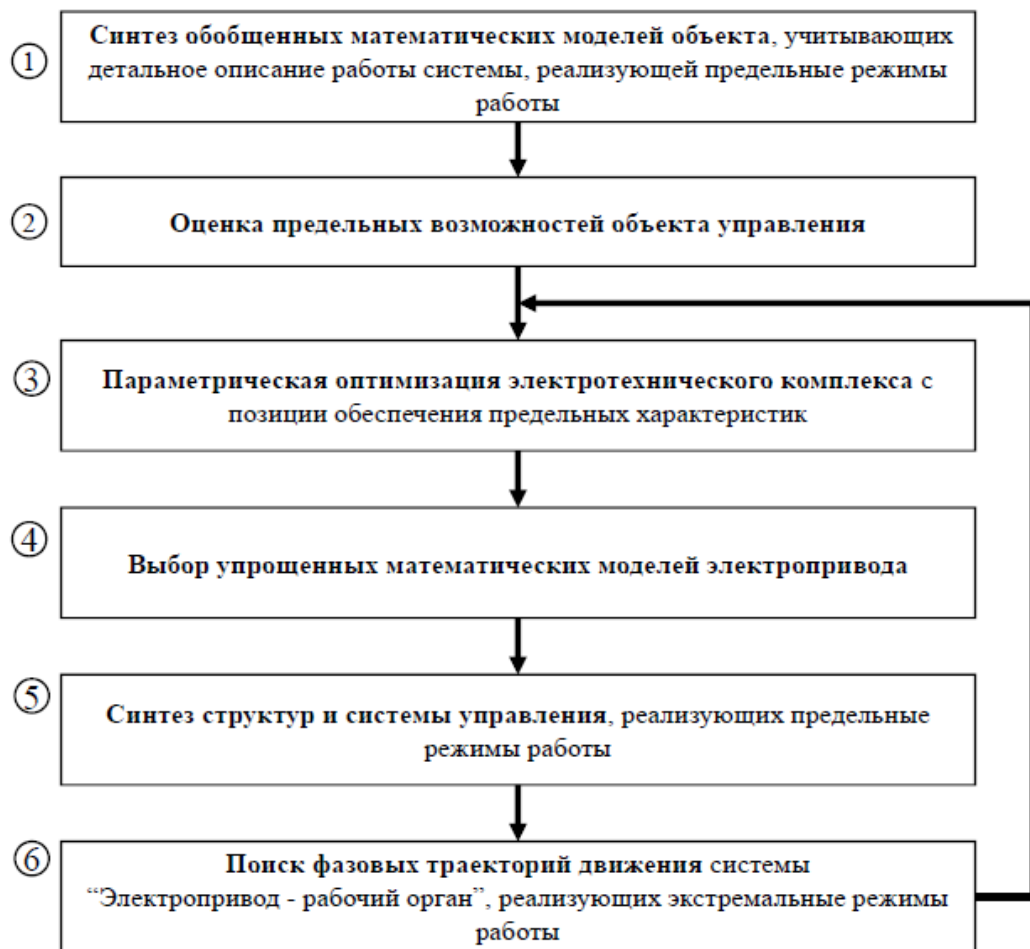 ① Синтез обобщенных математических моделей объекта, учитывающих
детальное описание работы системы, реализующей предельные режимы
работы
② Оценка предельных возможностей объекта управления
③ Параметрическая оптимизация электротехнического комплекса с
позиции обеспечения предельных характеристик
④ Выбор упрощенных математических моделей электропривода
⑤ Синтез структур и системы управления, реализующих предельные
режимы работы
⑥ Поиск фазовых траекторий движения системы
“Электропривод - рабочий орган”, реализующих экстремальные режимы
работы